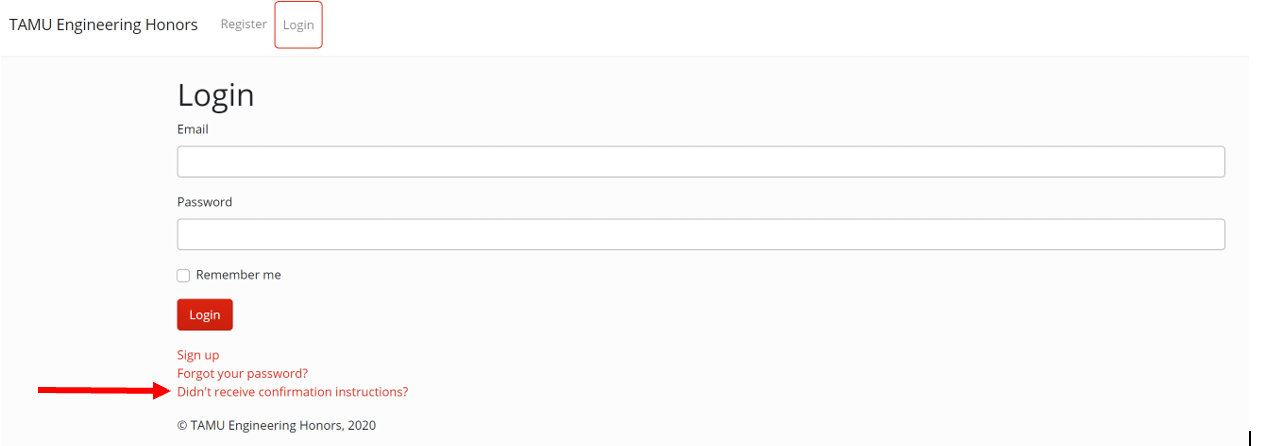 TAMU Engineering Honors Register Login
Login
Email
Password
Remember me
Login
Sign up
Forgot your password?
Didn't receive confirmation instructions?
© TAMU Engineering Honors, 2020